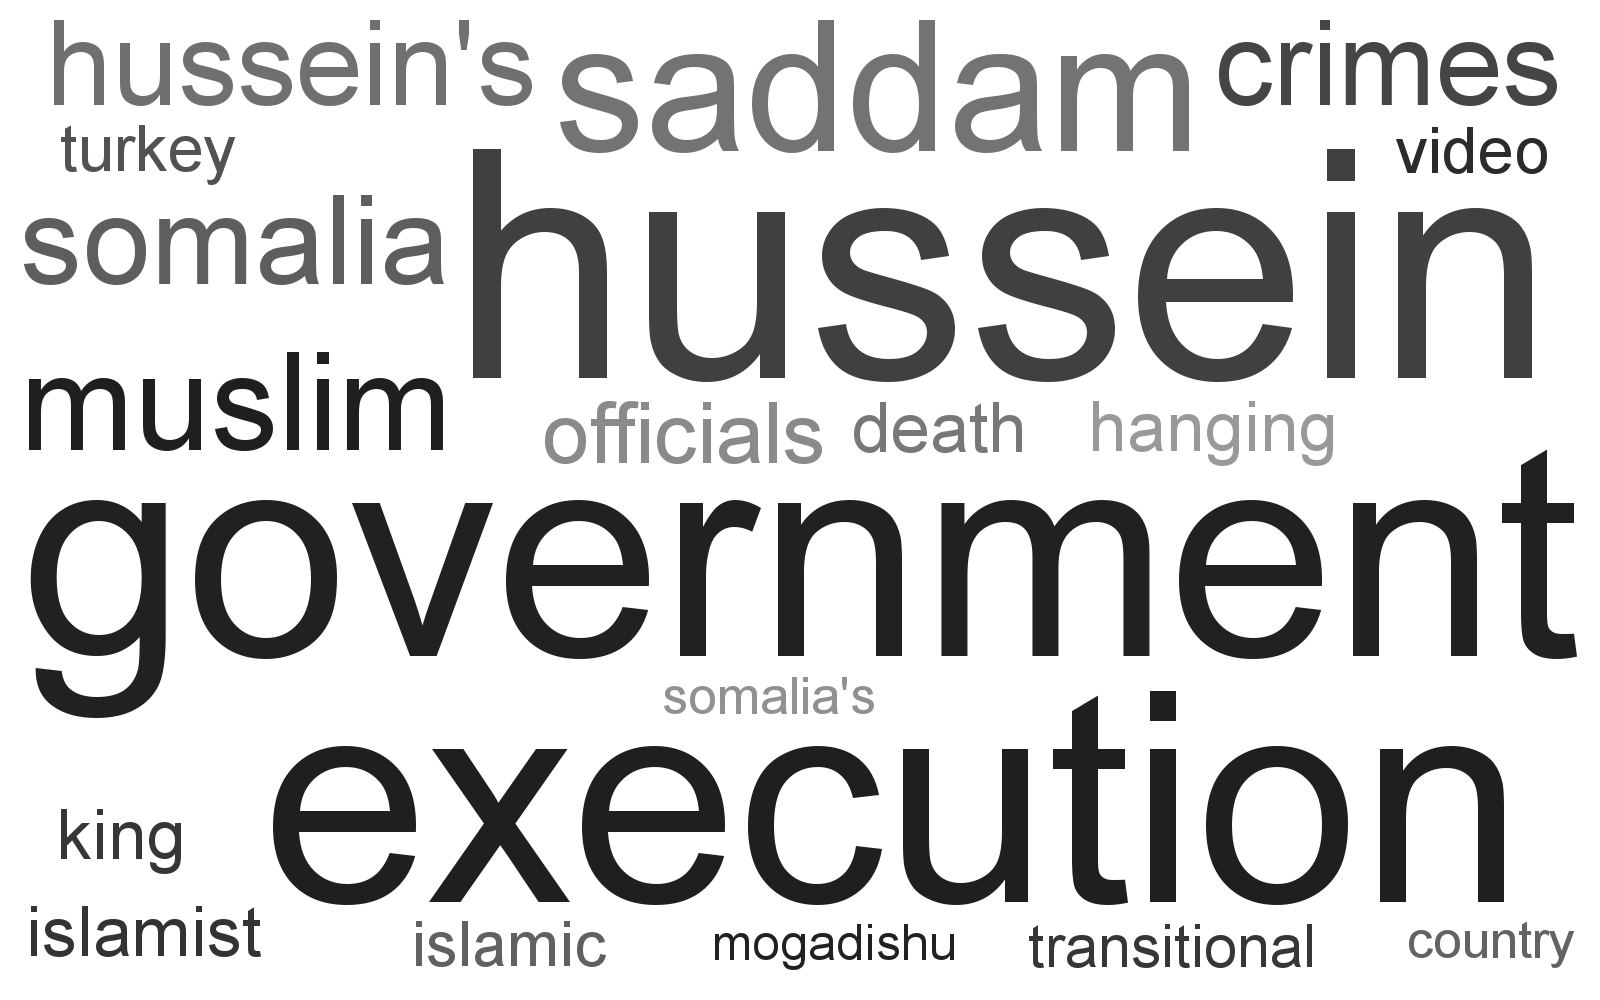 hussein's saddam crimes
turkey video
somalia hussein
muslim
officials death hanging
government
somalia's
execution
king
islamist islamic mogadishu transitional country